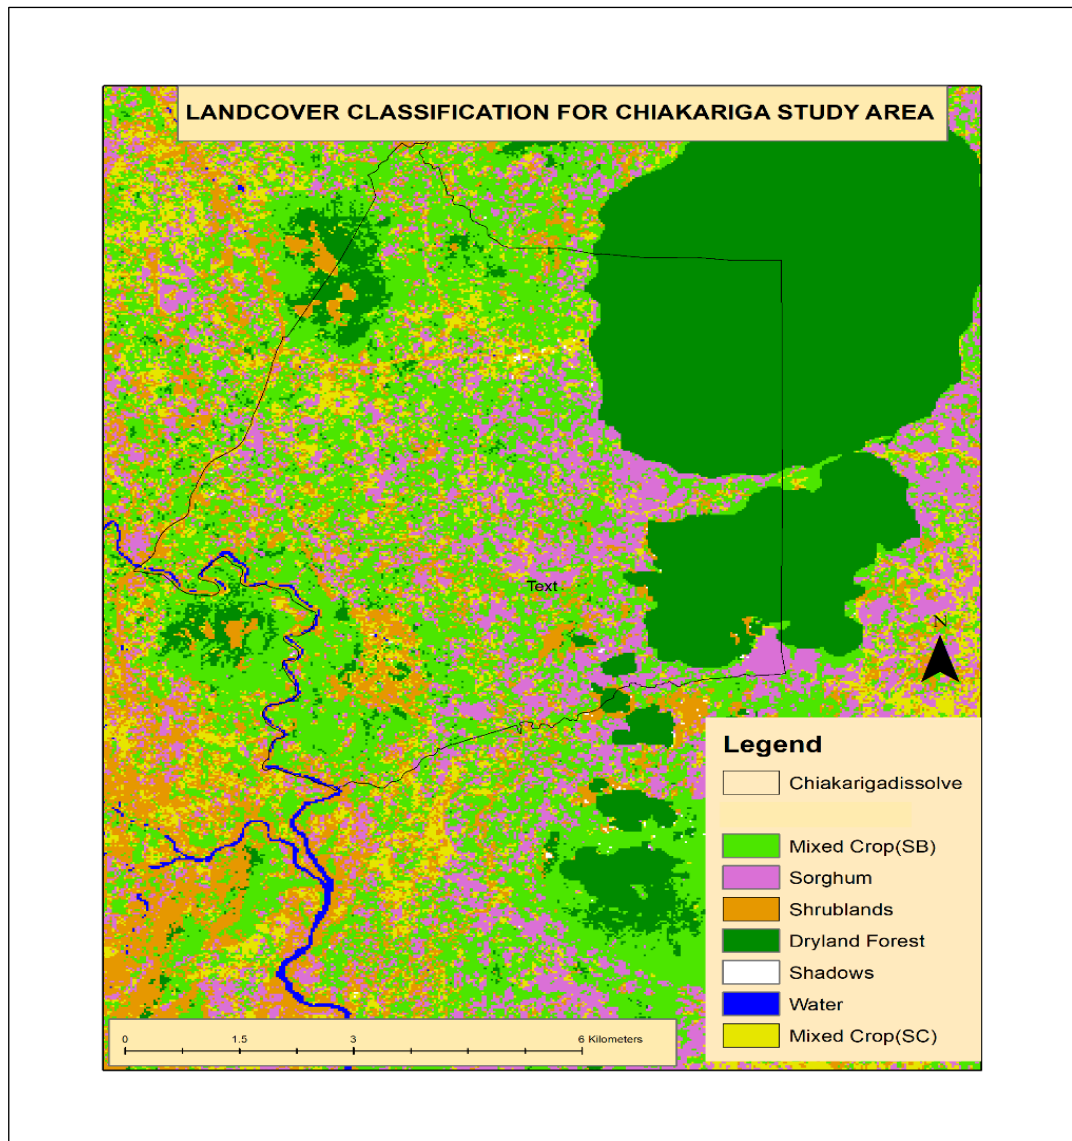 LANDCOVER CLASSIFICATION FOR CHIAKARIGA STUDY AREA
Text
N
Legend
Chiakarigadissolve
Mixed Crop(SB)
Sorghum
Shrublands
Dryland Forest
Shadows
Water
Mixed Crop(SC)
0 1.5 3 6 Kilometers